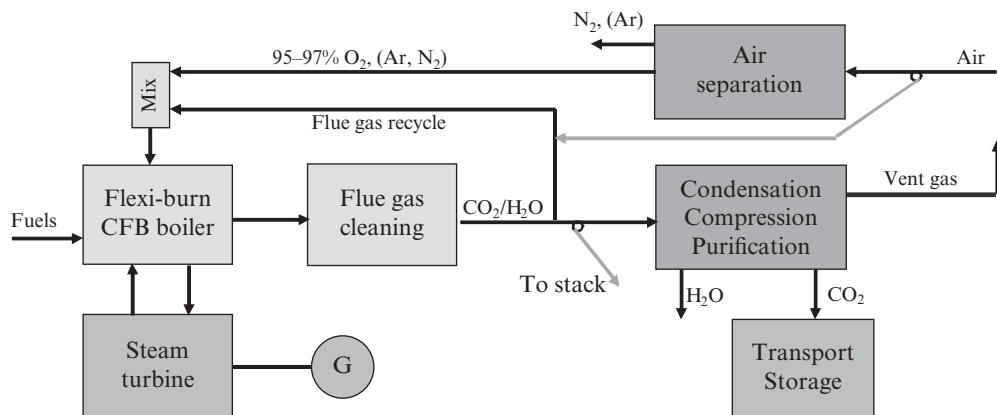 N₂, (Ar)
Air
separation
Air
95–97% O₂, (Ar, N₂)
Mix
Flue gas recycle
Flexi-burn
CFB boiler
Flue gas
cleaning
CO₂/H₂O
Condensation
Compression
Purification
Vent gas
Fuels
To stack
H₂O
CO₂
Steam
turbine
G
Transport
Storage